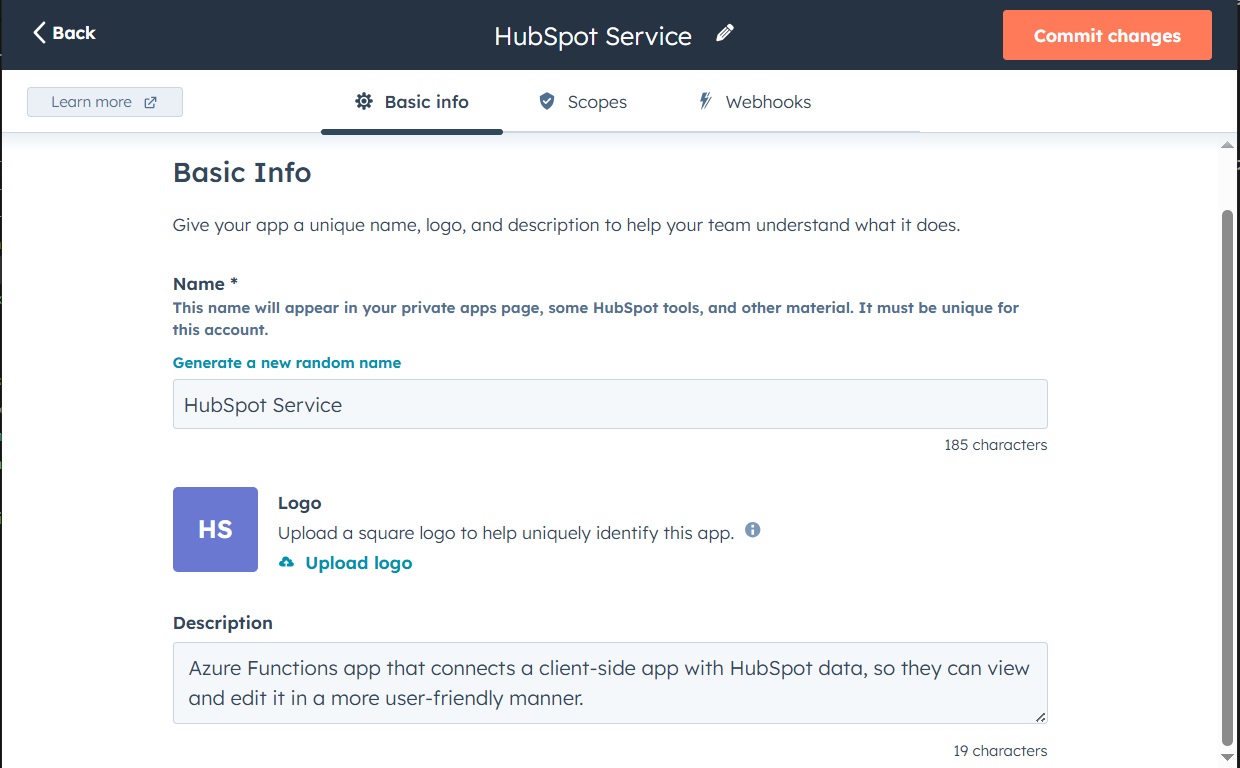 Back
HubSpot Service
Commit changes
Learn more
Basic info
Scopes
Webhooks
Basic Info
Give your app a unique name, logo, and description to help your team understand what it does.
Name *
This name will appear in your private apps page, some HubSpot tools, and other material. It must be unique for
this account.
Generate a new random name
HubSpot Service
185 characters
HS
Logo
Upload a square logo to help uniquely identify this app.
Upload logo
Description
Azure Functions app that connects a client-side app with HubSpot data, so they can view
and edit it in a more user-friendly manner.
19 characters